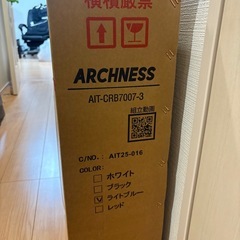 横積厳禁
ARCHNESS
AIT-CRB7007-3
組立動画
C/NO.: AIT25-016
COLOR:
ホワイト
ブラック
ライトブルー
レッド